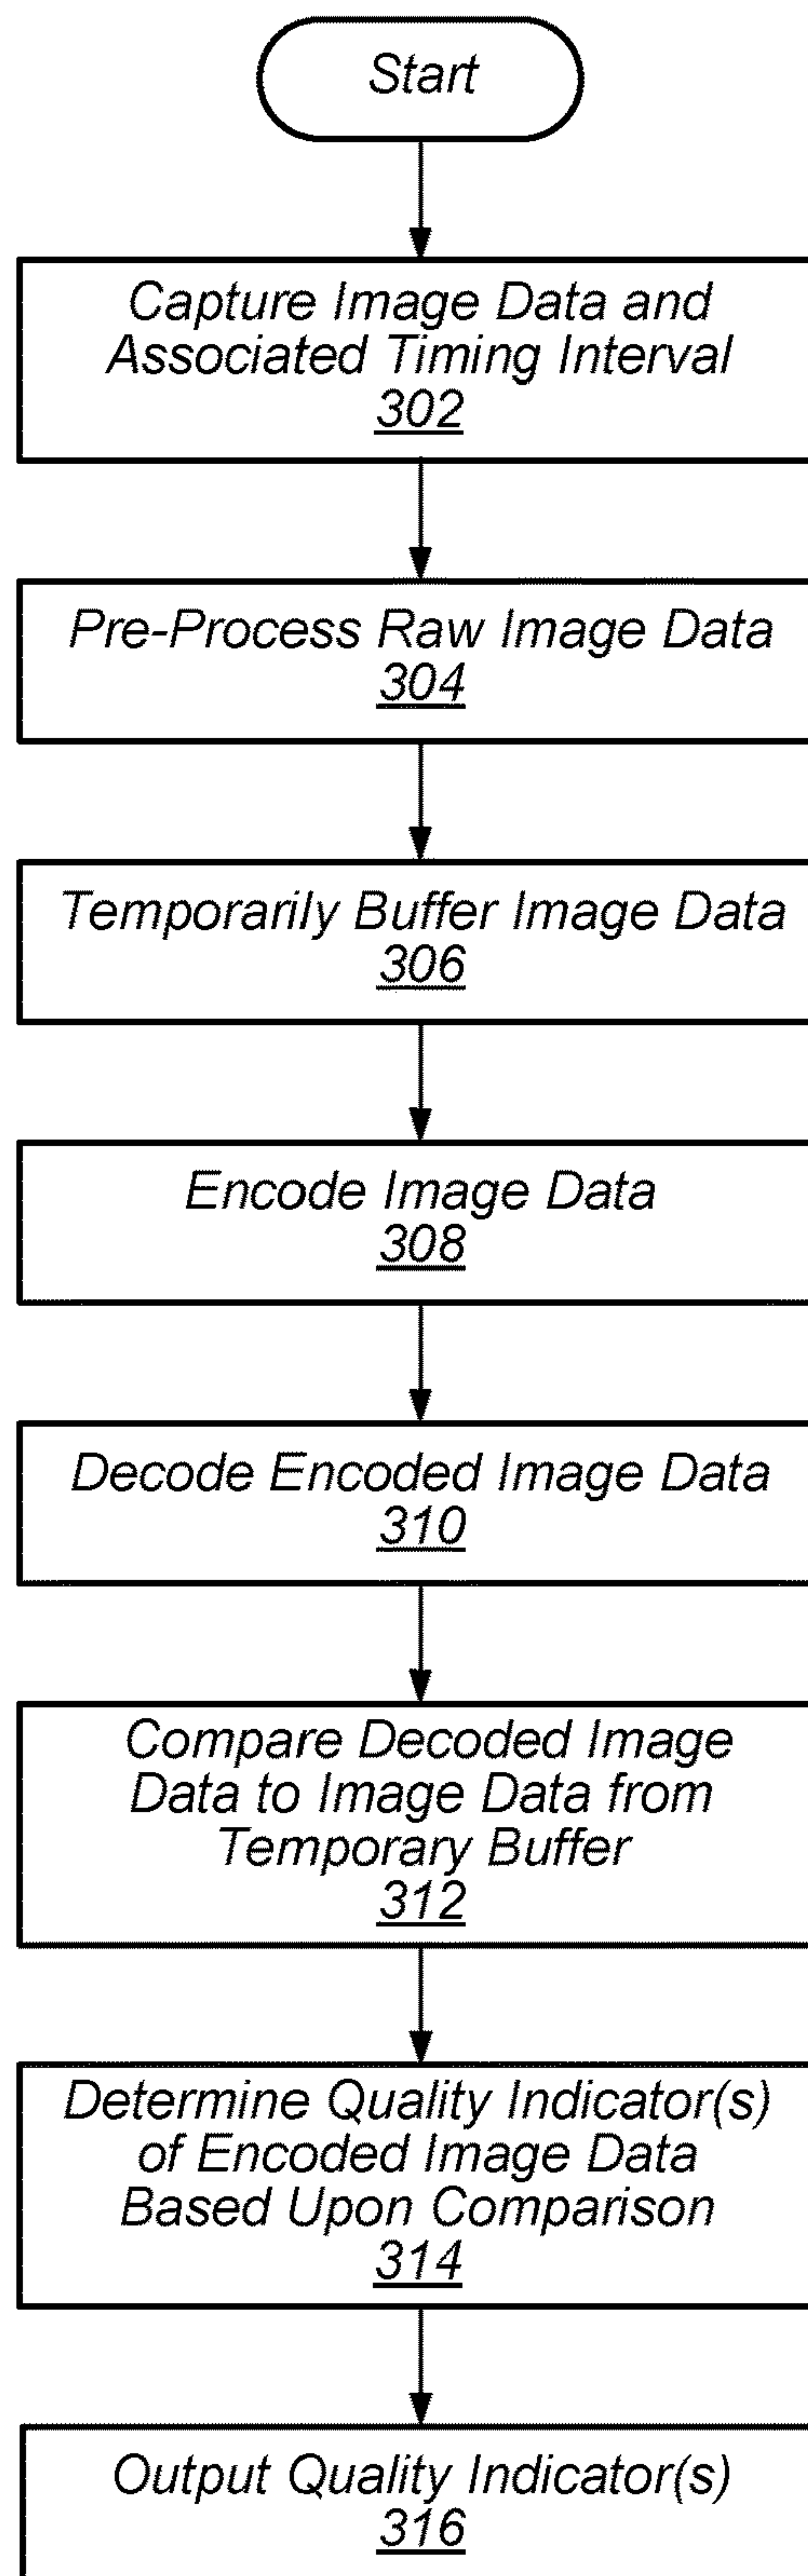 Start
Capture Image Data and
Associated Timing Interval
302
Pre-Process Raw Image Data
304
Temporarily Buffer Image Data
306
Encode Image Data
308
Decode Encoded Image Data
310
Compare Decoded Image
Data to Image Data from
Temporary Buffer
312
Determine Quality Indicator(s)
of Encoded Image Data
Based Upon Comparison
314
Output Quality Indicator(s)
316